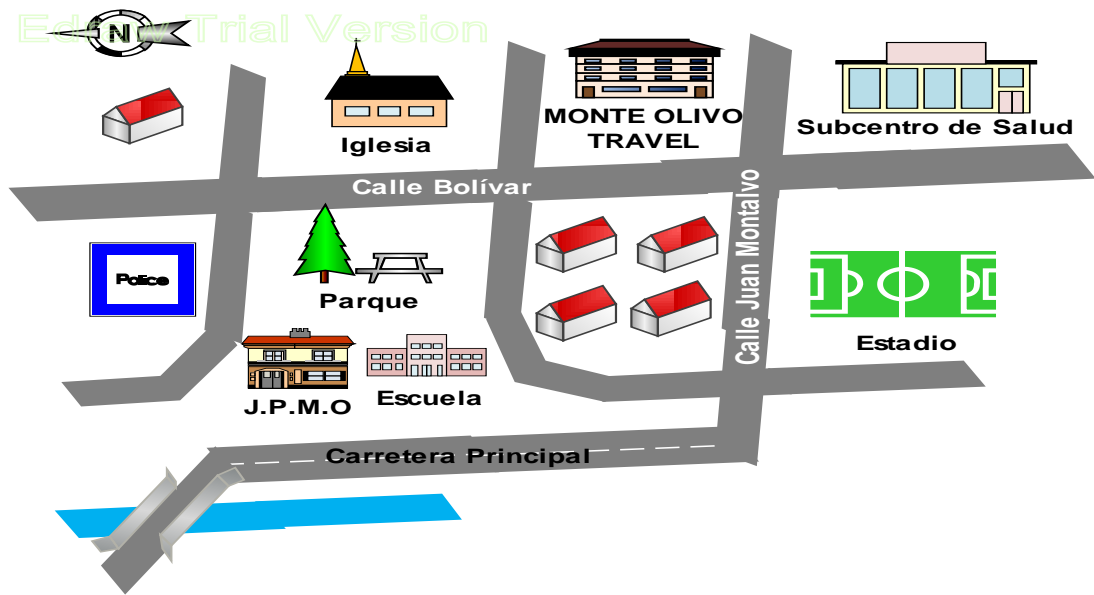 Edraw Trial Version
N
Iglesia
MONTE OLIVO
TRAVEL
Subcentro de Salud
Calle Bolívar
Calle Juan Montalvo
Police
Parque
Estadio
J.P.M.O
Escuela
Carretera Principal